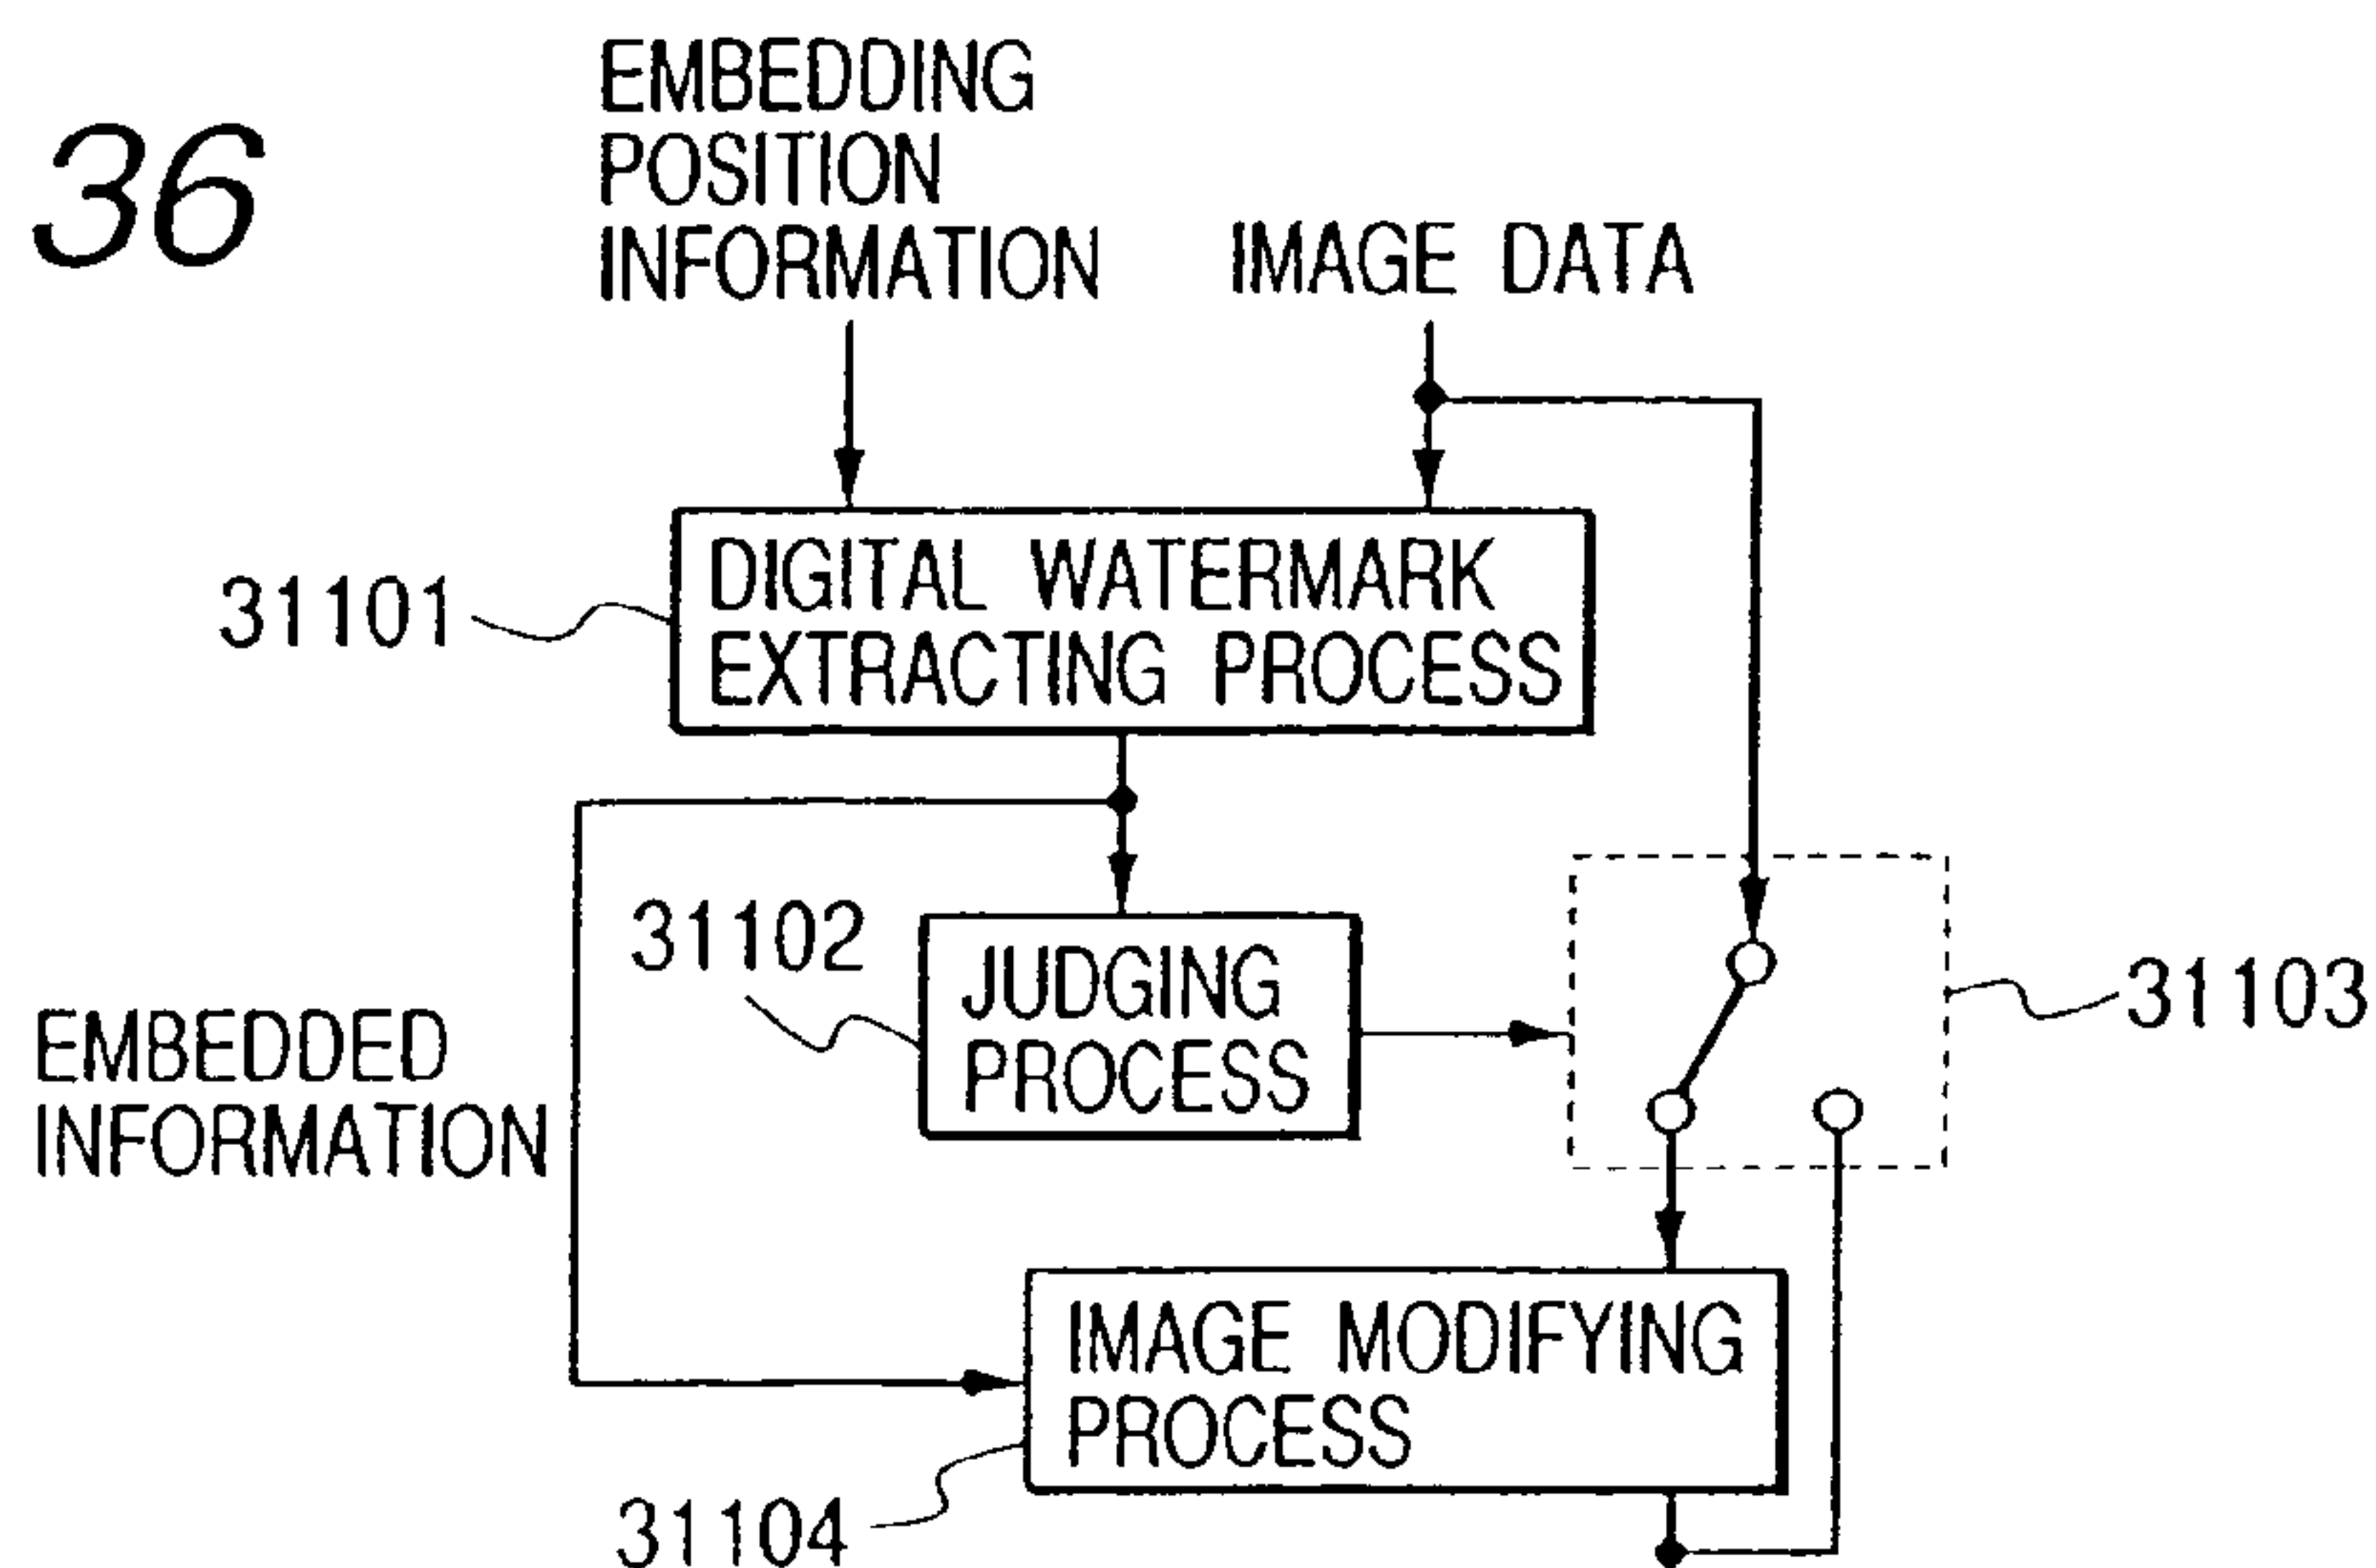 36
EMBEDDING
POSITION
INFORMATION
IMAGE DATA
31101
DIGITAL WATERMARK
EXTRACTING PROCESS
31102
JUDGING
PROCESS
31103
EMBEDDED
INFORMATION
IMAGE MODIFYING
PROCESS
31104